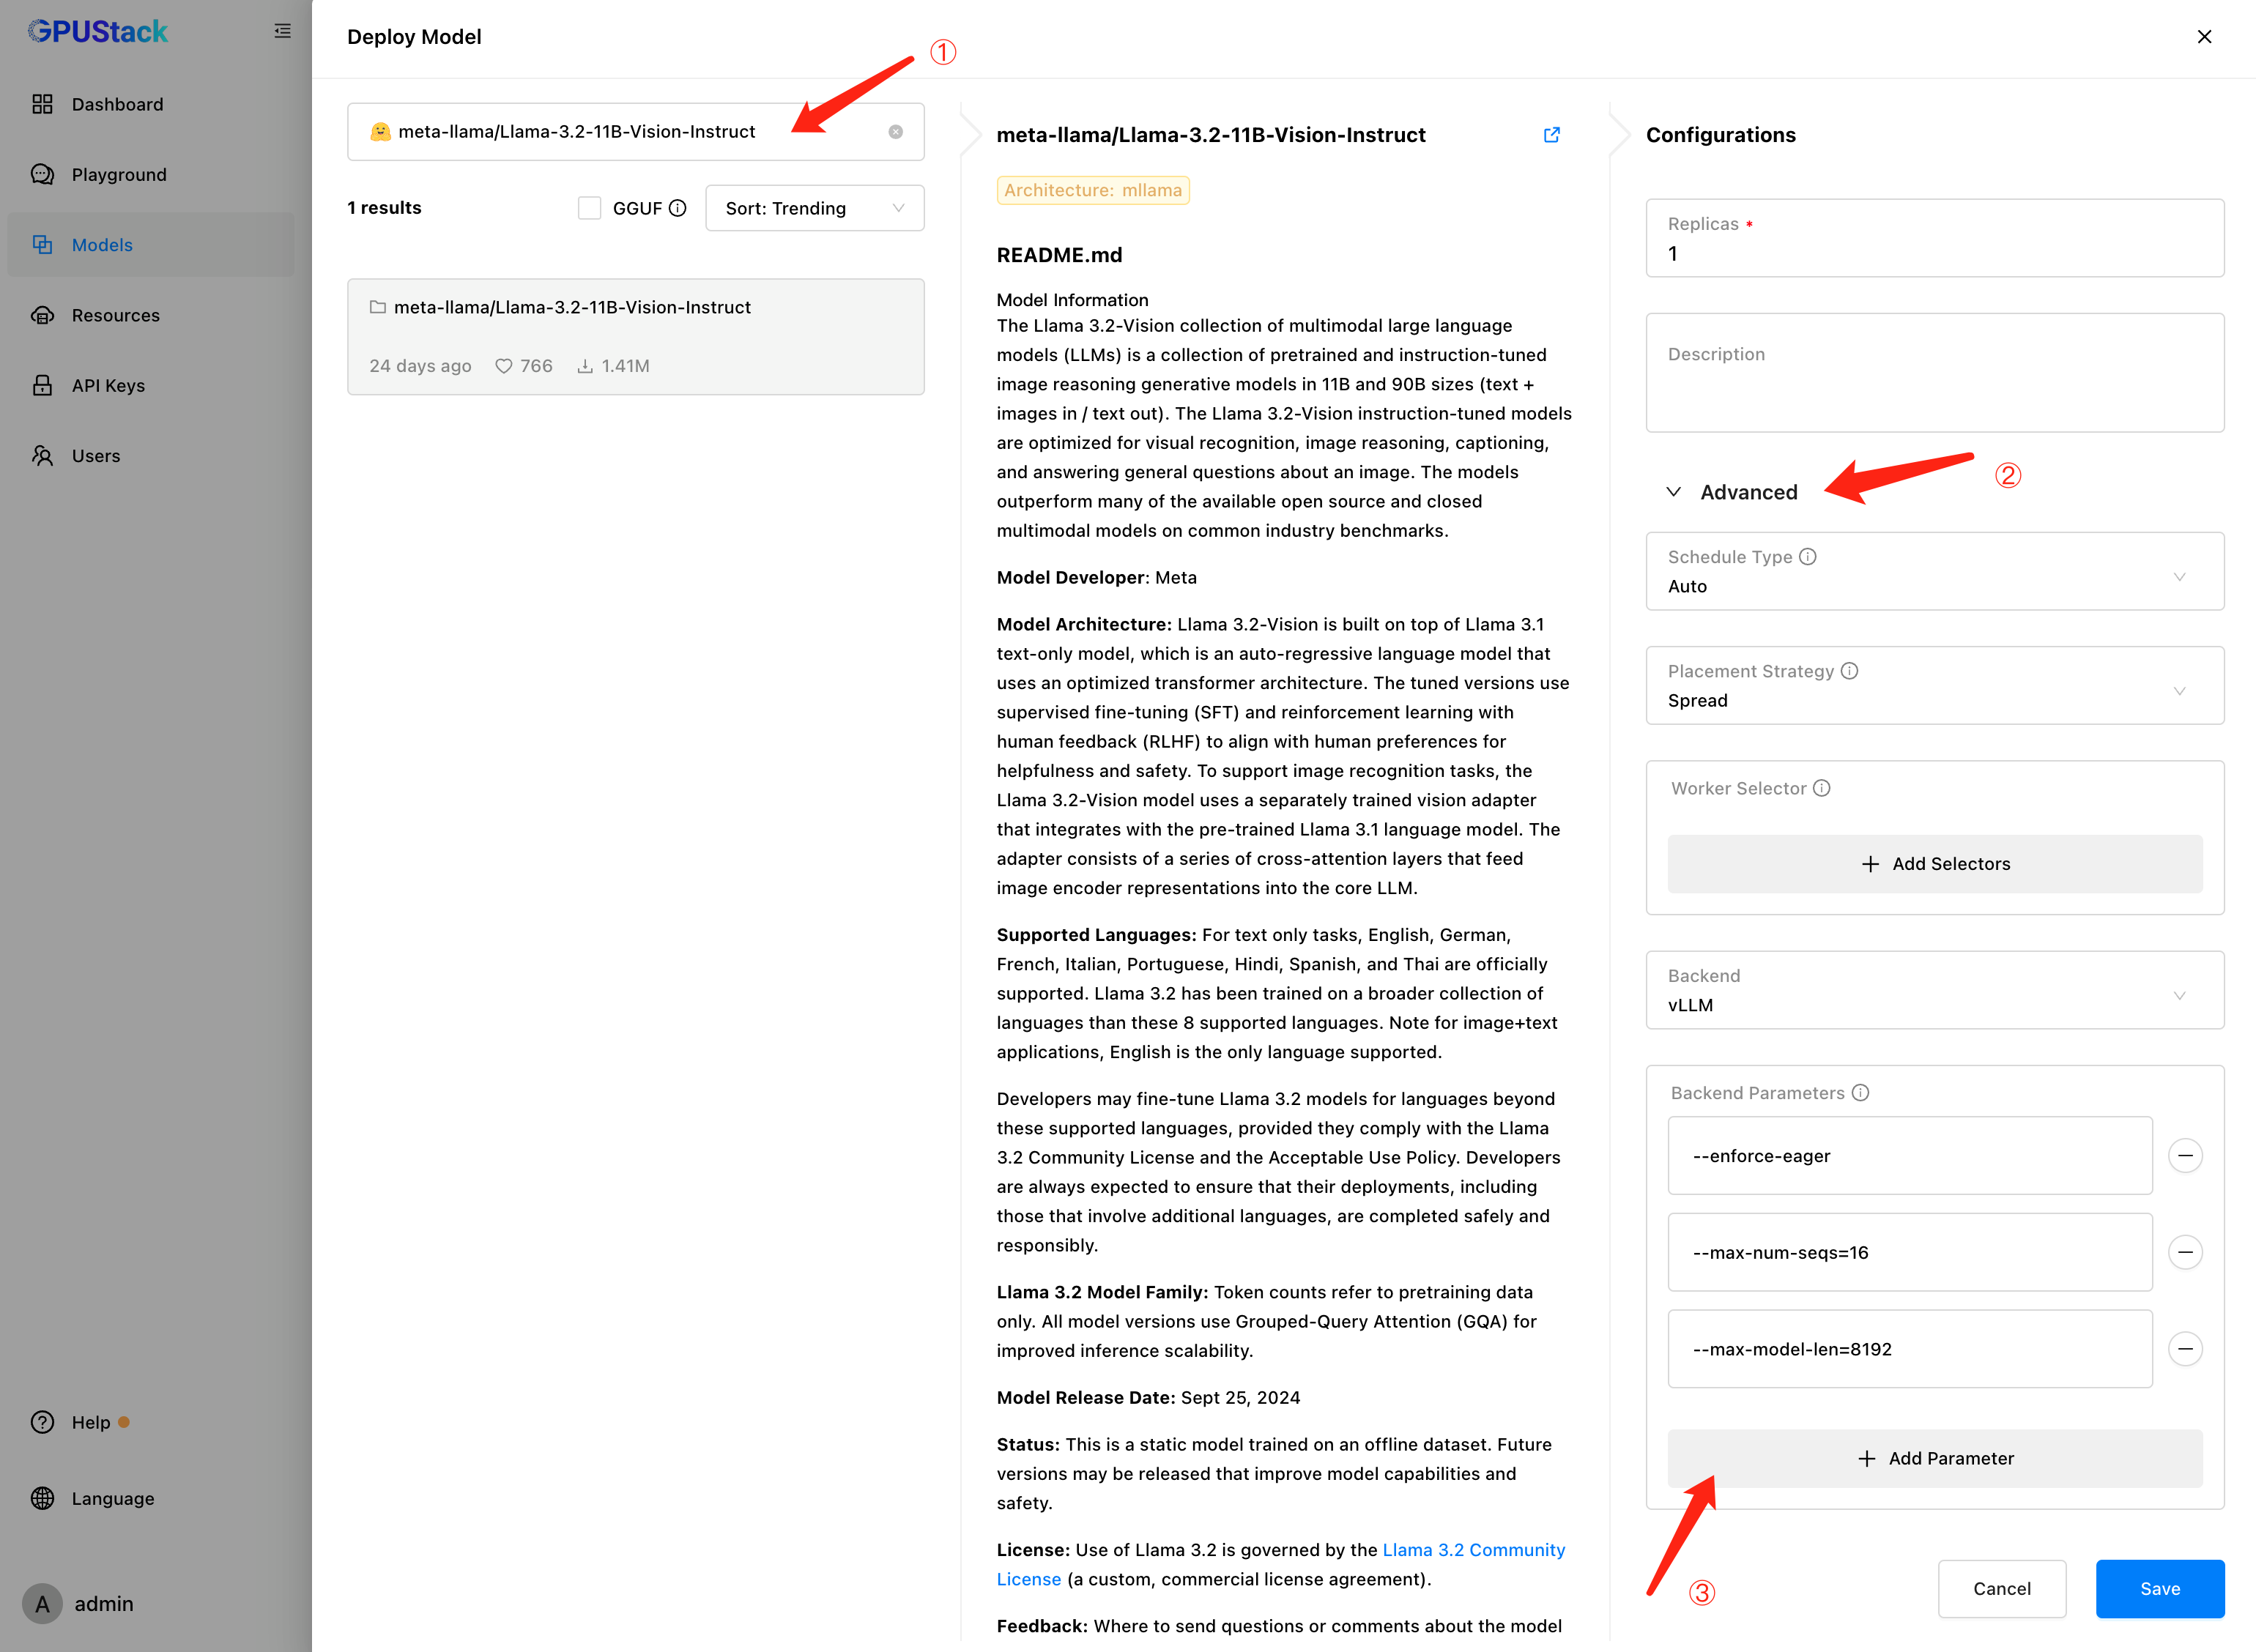 GPUStack
Dashboard
Playground
Models
Resources
API Keys
Users
Help
Language
A admin
Deploy Model
①
meta-llama/Llama-3.2-11B-Vision-Instruct
1 results
GGUF
Sort: Trending
meta-llama/Llama-3.2-11B-Vision-Instruct
24 days ago 766 1.41M
meta-llama/Llama-3.2-11B-Vision-Instruct
Architecture: mllama
README.md
Model Information
The Llama 3.2-Vision collection of multimodal large language
models (LLMs) is a collection of pretrained and instruction-tuned
image reasoning generative models in 11B and 90B sizes (text +
images in / text out). The Llama 3.2-Vision instruction-tuned models
are optimized for visual recognition, image reasoning, captioning,
and answering general questions about an image. The models
outperform many of the available open source and closed
multimodal models on common industry benchmarks.
Model Developer: Meta
Model Architecture: Llama 3.2-Vision is built on top of Llama 3.1
text-only model, which is an auto-regressive language model that
uses an optimized transformer architecture. The tuned versions use
supervised fine-tuning (SFT) and reinforcement learning with
human feedback (RLHF) to align with human preferences for
helpfulness and safety. To support image recognition tasks, the
Llama 3.2-Vision model uses a separately trained vision adapter
that integrates with the pre-trained Llama 3.1 language model. The
adapter consists of a series of cross-attention layers that feed
image encoder representations into the core LLM.
Supported Languages: For text only tasks, English, German,
French, Italian, Portuguese, Hindi, Spanish, and Thai are officially
supported. Llama 3.2 has been trained on a broader collection of
languages than these 8 supported languages. Note for image+text
applications, English is the only language supported.
Developers may fine-tune Llama 3.2 models for languages beyond
these supported languages, provided they comply with the Llama
3.2 Community License and the Acceptable Use Policy. Developers
are always expected to ensure that their deployments, including
those that involve additional languages, are completed safely and
responsibly.
Llama 3.2 Model Family: Token counts refer to pretraining data
only. All model versions use Grouped-Query Attention (GQA) for
improved inference scalability.
Model Release Date: Sept 25, 2024
Status: This is a static model trained on an offline dataset. Future
versions may be released that improve model capabilities and
safety.
License: Use of Llama 3.2 is governed by the Llama 3.2 Community
License (a custom, commercial license agreement).
Feedback: Where to send questions or comments about the model
Configurations
Replicas *
1
Description
Advanced
②
Schedule Type
Auto
Placement Strategy
Spread
Worker Selector
+ Add Selectors
Backend
vLLM
Backend Parameters
--enforce-eager
--max-num-seqs=16
--max-model-len=8192
+ Add Parameter
③
Cancel
Save